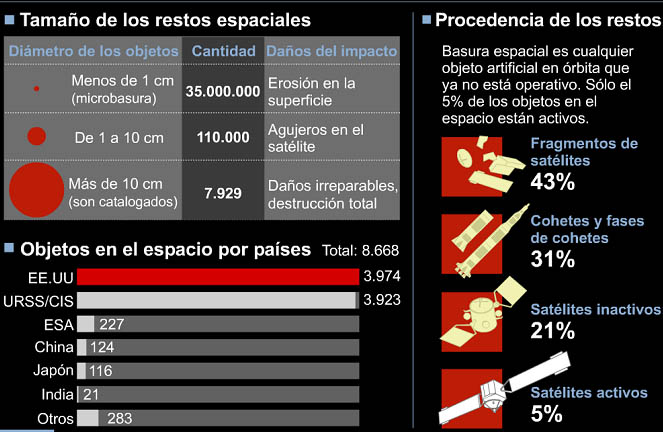 Tamaño de los restos espaciales
Diámetro de los objetos Cantidad Daños del impacto
Menos de 1 cm
(microbasura)
35.000.000
Erosión en la
superficie
De 1 a 10 cm
110.000
Agujeros en el
satélite
Más de 10 cm
(son catalogados)
7.929
Daños irreparables,
destrucción total
Objetos en el espacio por países Total: 8.668
EE.UU 3.974
URSS/CIS 3.923
ESA 227
China 124
Japón 116
India 21
Otros 283
Procedencia de los restos
Basura espacial es cualquier
objeto artificial en órbita que
ya no está operativo. Sólo el
5% de los objetos en el
espacio están activos.
Fragmentos de
satélites
43%
Cohetes y fases
de cohetes
31%
Satélites inactivos
21%
Satélites activos
5%